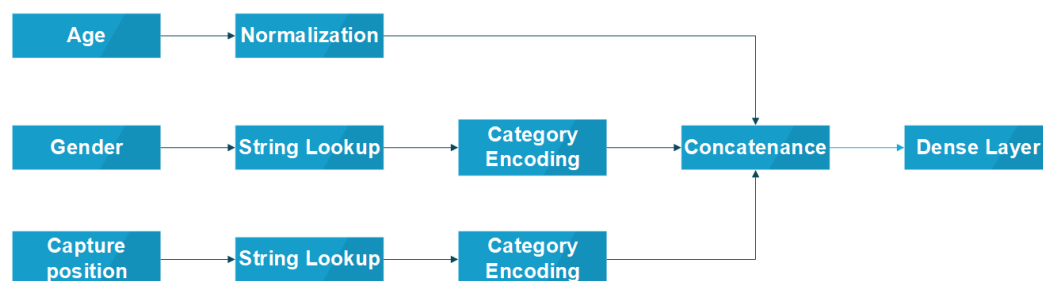 Age
Normalization
Gender
String Lookup
Category
Encoding
Concatenance
Dense Layer
Capture
position
String Lookup
Category
Encoding